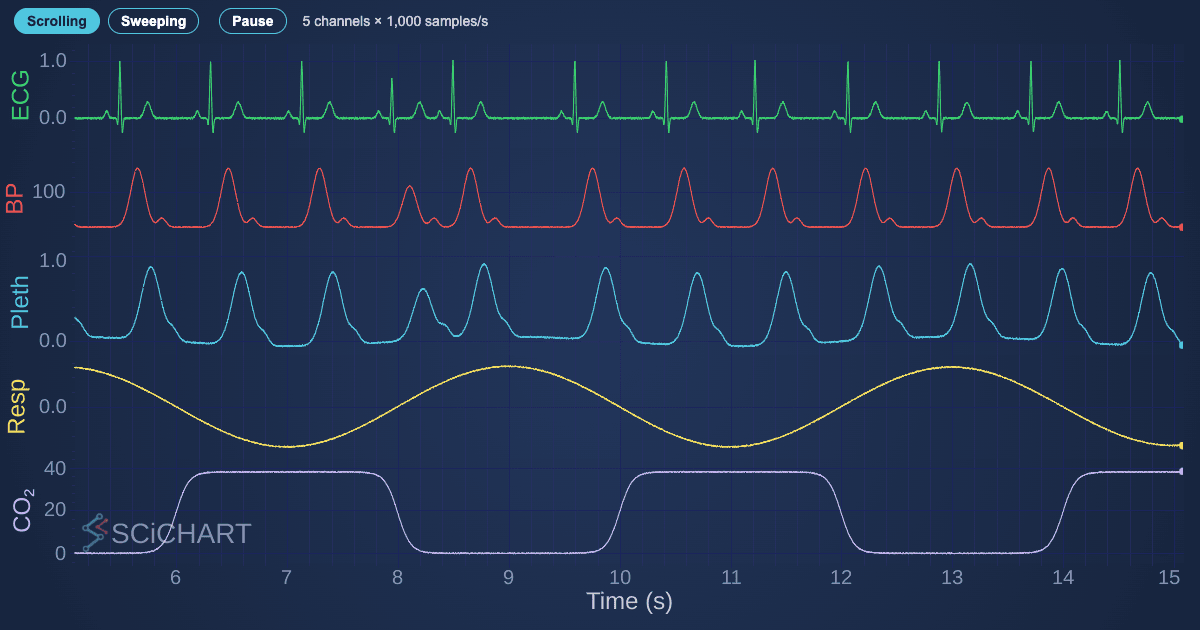 Scrolling
Sweeping
Pause
5 channels × 1,000 samples/s
ECG
1.0
0.0
BP
100
Pleth
1.0
0.0
Resp
0.0
CO₂
40
20
0
SCiCHART
6 7 8 9 10 11 12 13 14 15
Time (s)